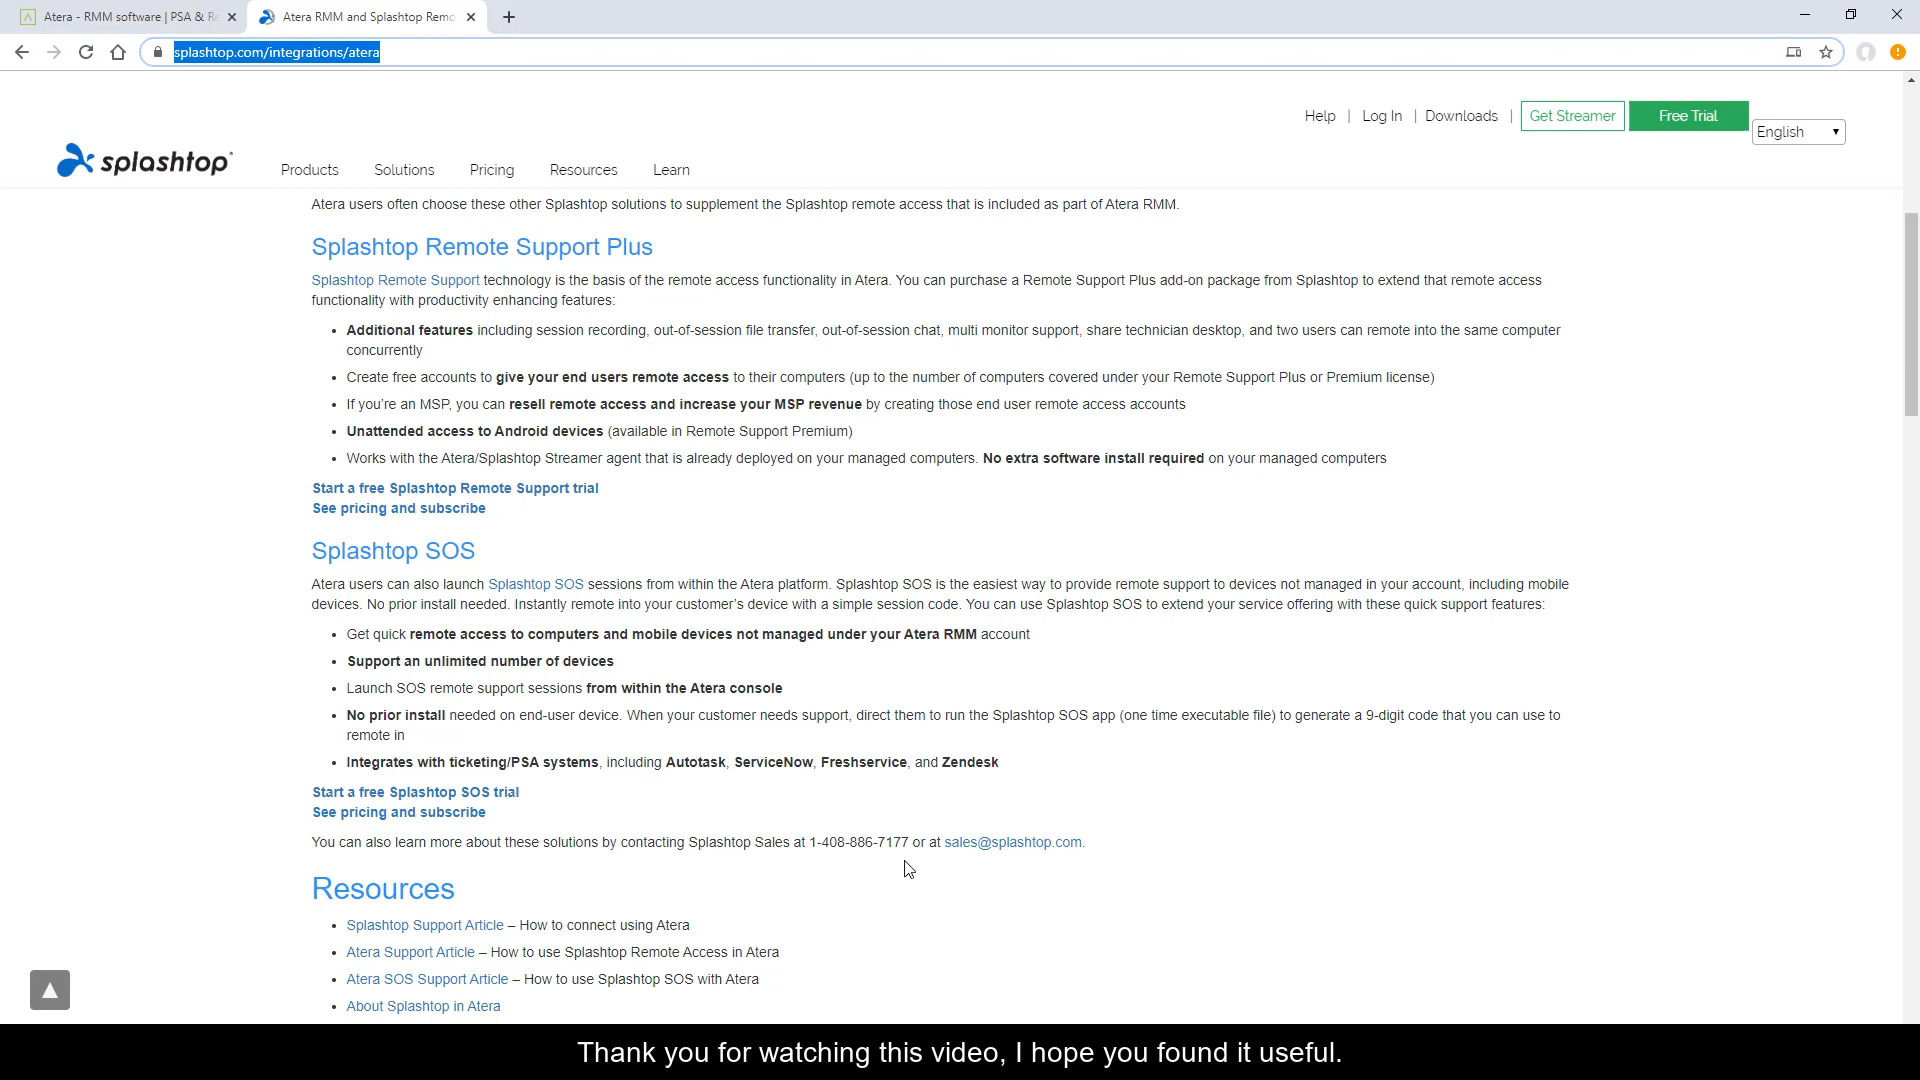 Atera - RMM software | PSA & Re
Atera RMM and Splashtop Remo
splashtop.com/integrations/atera
Help | Log In | Downloads | Get Streamer Free Trial
English
splashtop
Products Solutions Pricing Resources Learn
Atera users often choose these other Splashtop solutions to supplement the Splashtop remote access that is included as part of Atera RMM.
Splashtop Remote Support Plus
Splashtop Remote Support technology is the basis of the remote access functionality in Atera. You can purchase a Remote Support Plus add-on package from Splashtop to extend that remote access
functionality with productivity enhancing features:
• Additional features including session recording, out-of-session file transfer, out-of-session chat, multi monitor support, share technician desktop, and two users can remote into the same computer
concurrently
• Create free accounts to give your end users remote access to their computers (up to the number of computers covered under your Remote Support Plus or Premium license)
• If you’re an MSP, you can resell remote access and increase your MSP revenue by creating those end user remote access accounts
• Unattended access to Android devices (available in Remote Support Premium)
• Works with the Atera/Splashtop Streamer agent that is already deployed on your managed computers. No extra software install required on your managed computers
Start a free Splashtop Remote Support trial
See pricing and subscribe
Splashtop SOS
Atera users can also launch Splashtop SOS sessions from within the Atera platform. Splashtop SOS is the easiest way to provide remote support to devices not managed in your account, including mobile
devices. No prior install needed. Instantly remote into your customer’s device with a simple session code. You can use Splashtop SOS to extend your service offering with these quick support features:
• Get quick remote access to computers and mobile devices not managed under your Atera RMM account
• Support an unlimited number of devices
• Launch SOS remote support sessions from within the Atera console
• No prior install needed on end-user device. When your customer needs support, direct them to run the Splashtop SOS app (one time executable file) to generate a 9-digit code that you can use to
remote in
• Integrates with ticketing/PSA systems, including Autotask, ServiceNow, Freshservice, and Zendesk
Start a free Splashtop SOS trial
See pricing and subscribe
You can also learn more about these solutions by contacting Splashtop Sales at 1-408-886-7177 or at sales@splashtop.com.
Resources
• Splashtop Support Article – How to connect using Atera
• Atera Support Article – How to use Splashtop Remote Access in Atera
• Atera SOS Support Article – How to use Splashtop SOS with Atera
• About Splashtop in Atera
Thank you for watching this video, I hope you found it useful.